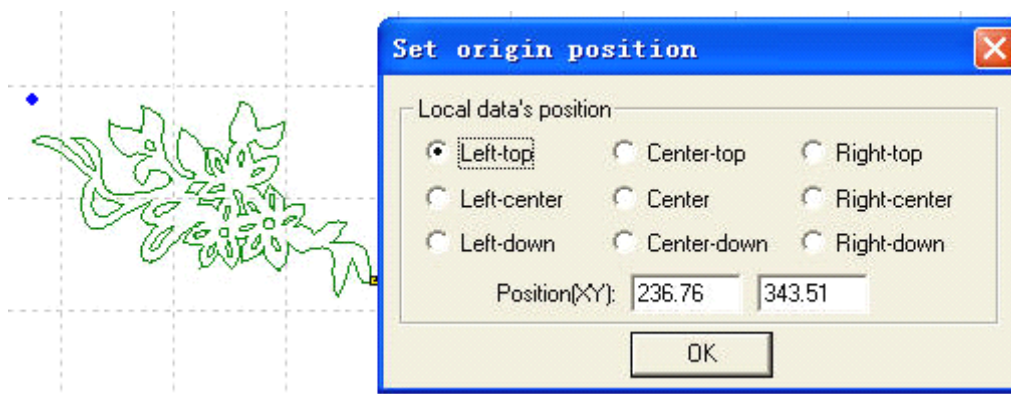 Set origin position
Local data's position
Left-top Center-top Right-top
Left-center Center Right-center
Left-down Center-down Right-down
Position(XY): 236.76 343.51
OK